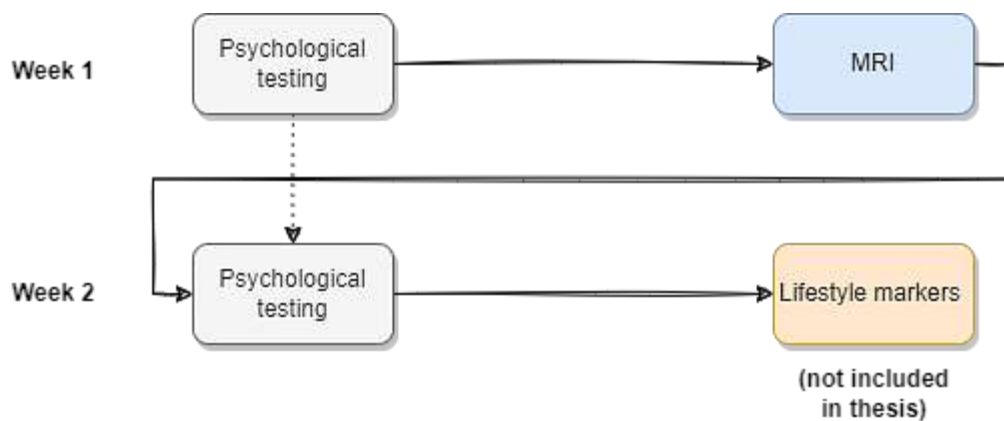 Psychological
testing
Week 1
MRI
Psychological
testing
Week 2
Lifestyle markers
(not included
in thesis)